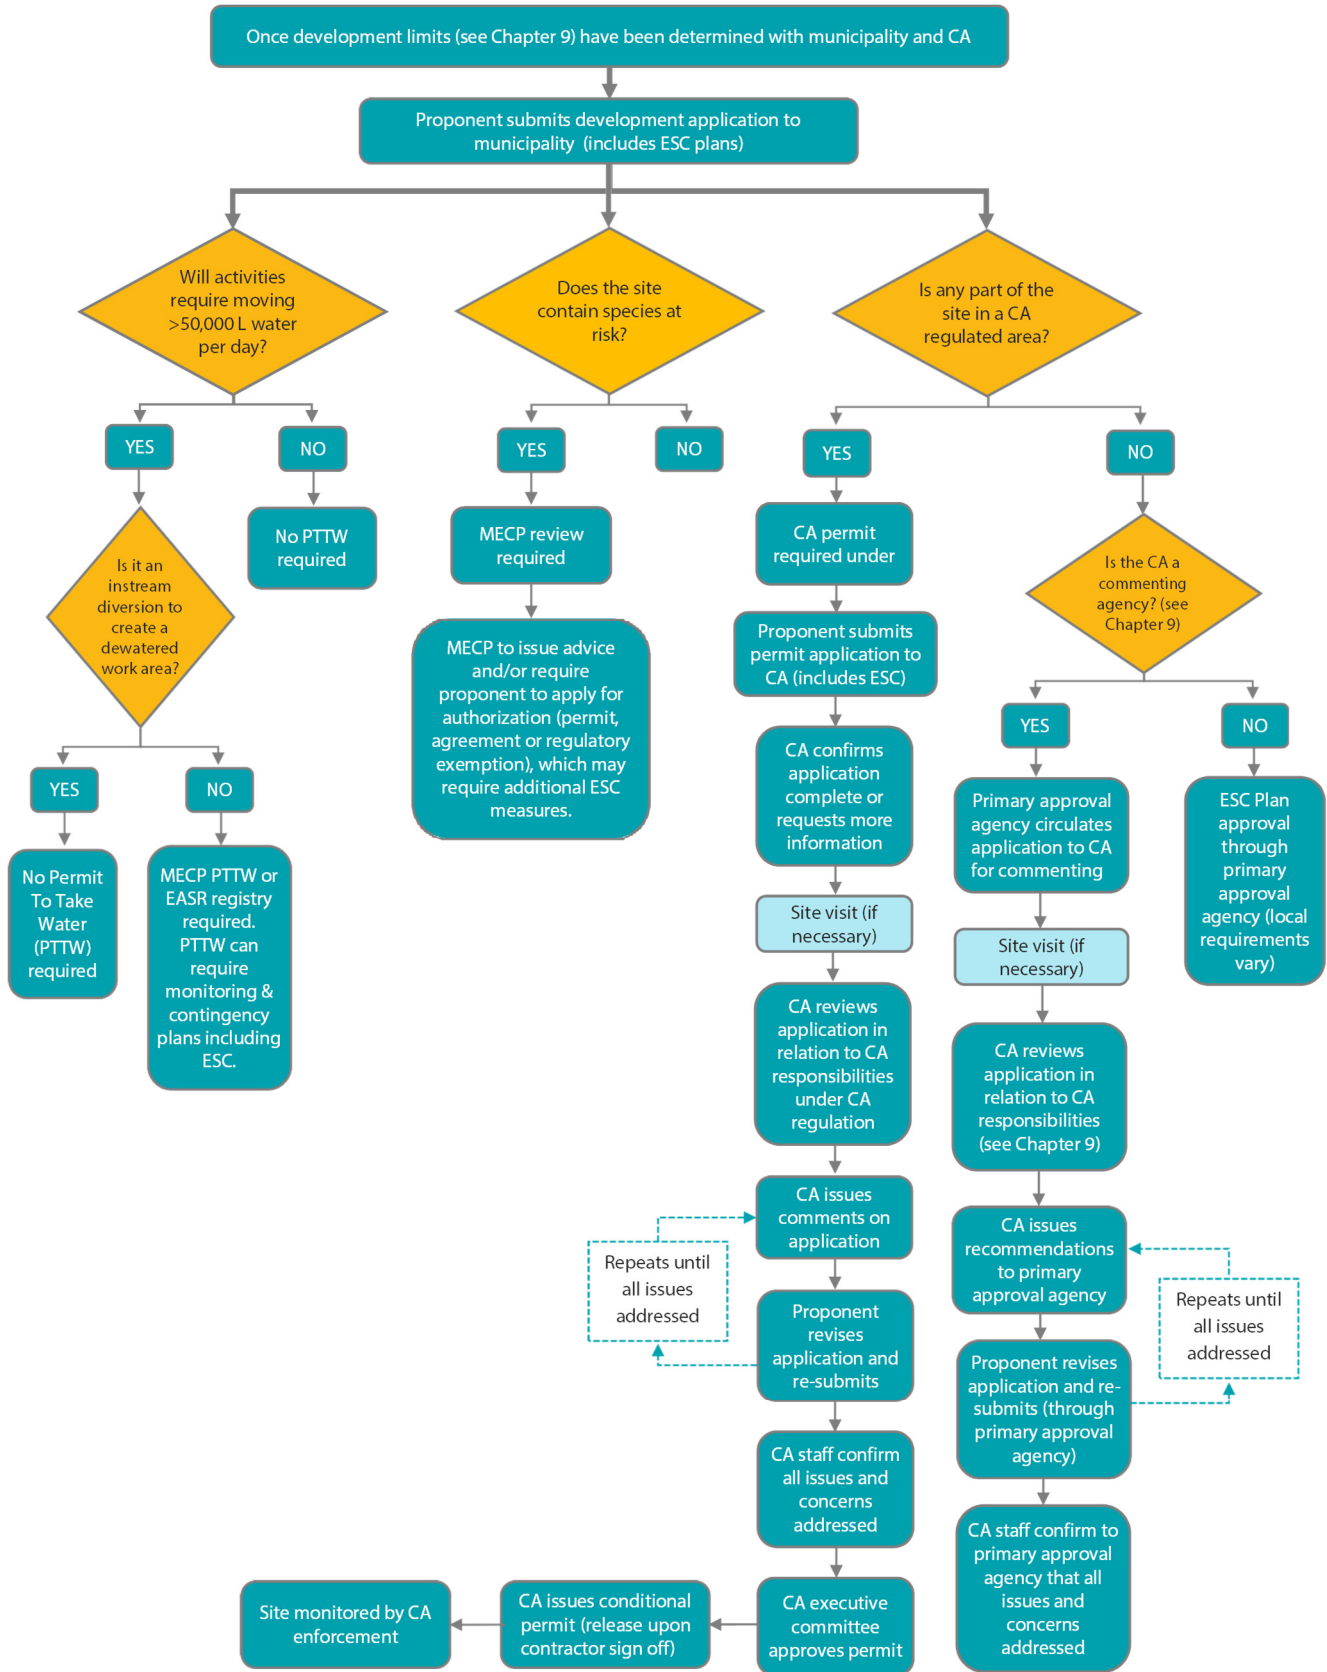 Once development limits (see Chapter 9) have been determined with municipality and CA
Proponent submits development application to
municipality (includes ESC plans)
Will activities
require moving
>50,000 L water
per day?
Does the site
contain species at
risk?
Is any part of the
site in a CA
regulated area?
YES
NO
YES
NO
YES
NO
Is it an
instream
diversion to
create a
dewatered
work area?
No PTTW
required
YES
NO
No Permit
To Take
Water
(PTTW)
required
MECP PTTW or
EASR registry
required.
PTTW can
require
monitoring &
contingency
plans including
ESC.
MECP review
required
MECP to issue advice
and/or require
proponent to apply for
authorization (permit,
agreement or regulatory
exemption), which may
require additional ESC
measures.
CA permit
required under
Proponent submits
permit application to
CA (includes ESC)
CA confirms
application
complete or
requests more
information
Site visit (if
necessary)
CA reviews
application in
relation to CA
responsibilities
under CA
regulation
CA issues
comments on
application
Repeats until
all issues
addressed
Proponent
revises
application and
re-submits
CA staff confirm
all issues and
concerns
addressed
CA executive
committee
approves permit
CA issues conditional
permit (release upon
contractor sign off)
Site monitored by CA
enforcement
Is the CA a
commenting
agency? (see
Chapter 9)
YES
NO
Primary approval
agency circulates
application to CA
for commenting
Site visit (if
necessary)
CA reviews
application in
relation to CA
responsibilities
(see Chapter 9)
CA issues
recommendations
to primary
approval agency
Repeats until
all issues
addressed
Proponent revises
application and re-
submits (through
primary approval
agency)
CA staff confirm to
primary approval
agency that all
issues and
concerns
addressed
ESC Plan
approval
through
primary
approval
agency (local
requirements
vary)